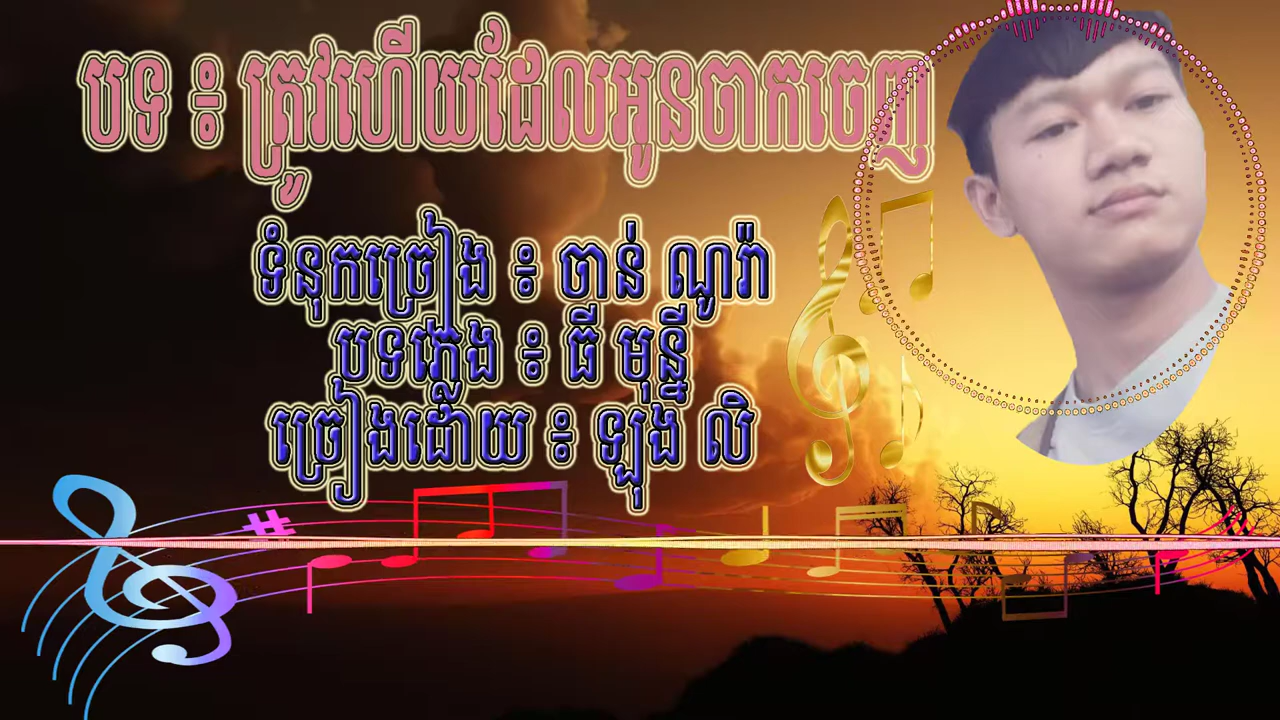 បទ ៖ ត្រូវហើយដែលអូនចាកចេញ
ទំនុកច្រៀង ៖ ចាន់ ណូរ៉ា
បទភ្លេង ៖ ធី មុន្នី
ច្រៀងដោយ ៖ ឡុង លិ